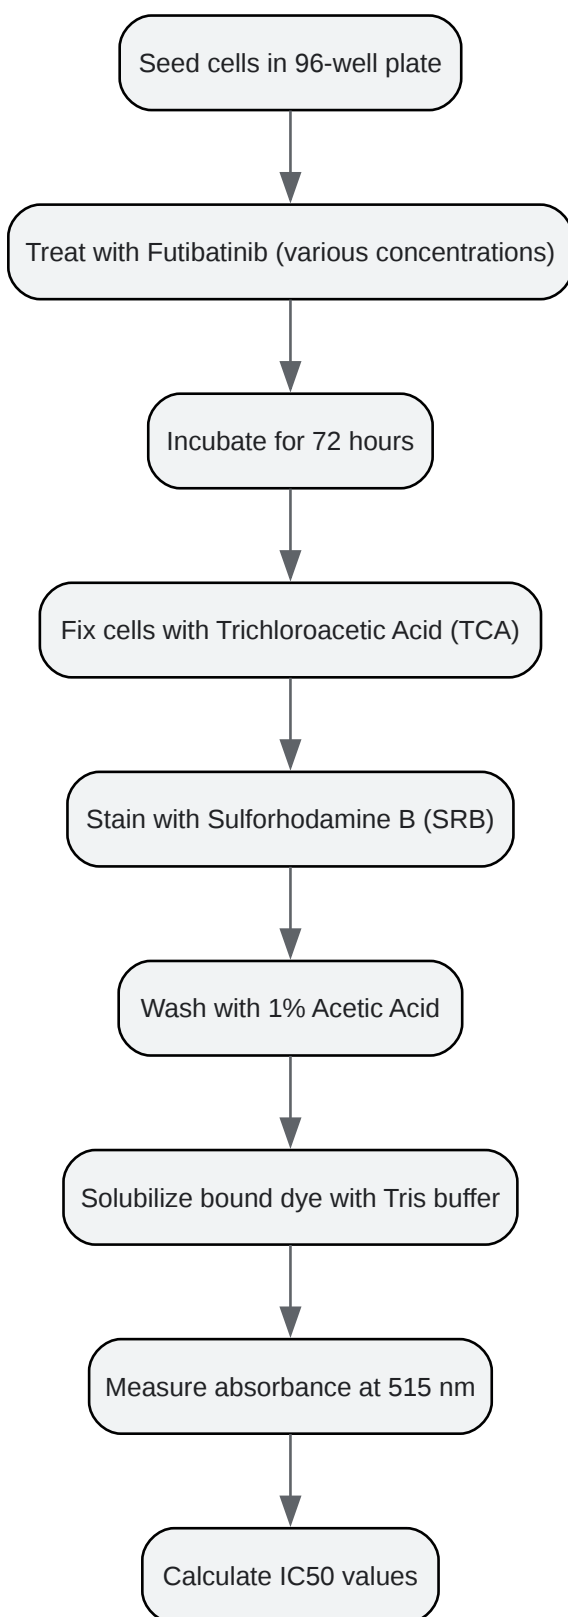 Seed cells in 96-well plate
Treat with Futibatinib (various concentrations)
Incubate for 72 hours
Fix cells with Trichloroacetic Acid (TCA)
Stain with Sulforhodamine B (SRB)
Wash with 1% Acetic Acid
Solubilize bound dye with Tris buffer
Measure absorbance at 515 nm
Calculate IC50 values